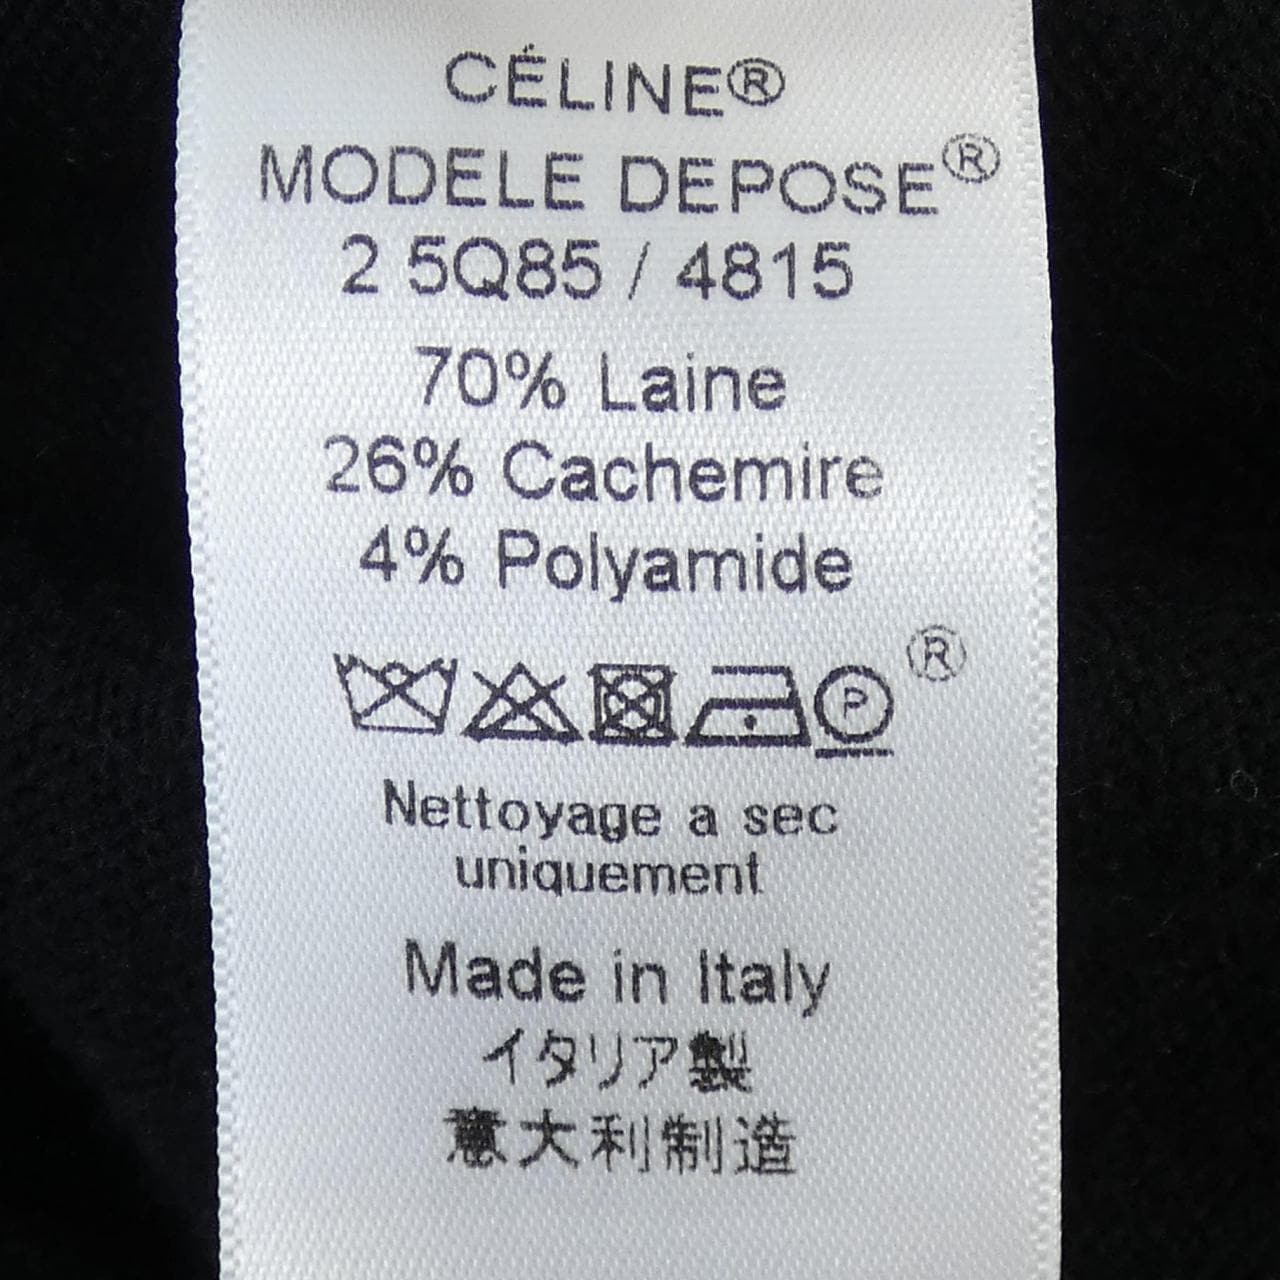 CÉLINE®
MODELE DEPOSE®
2 5Q85 / 4815
70% Laine
26% Cachemire
4% Polyamide
P ®
Nettoyage a sec
uniquement
Made in Italy
イタリア製
意大利制造